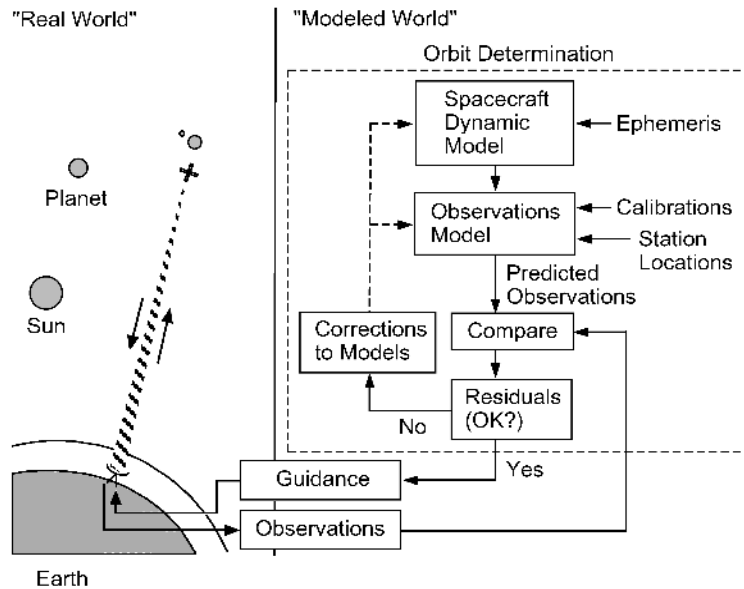 "Real World"
"Modeled World"
Orbit Determination
Spacecraft
Dynamic
Model
Ephemeris
Planet
Observations
Model
Calibrations
Station
Locations
Sun
Predicted
Observations
Corrections
to Models
Compare
Residuals
(OK?)
No
Yes
Guidance
Observations
Earth